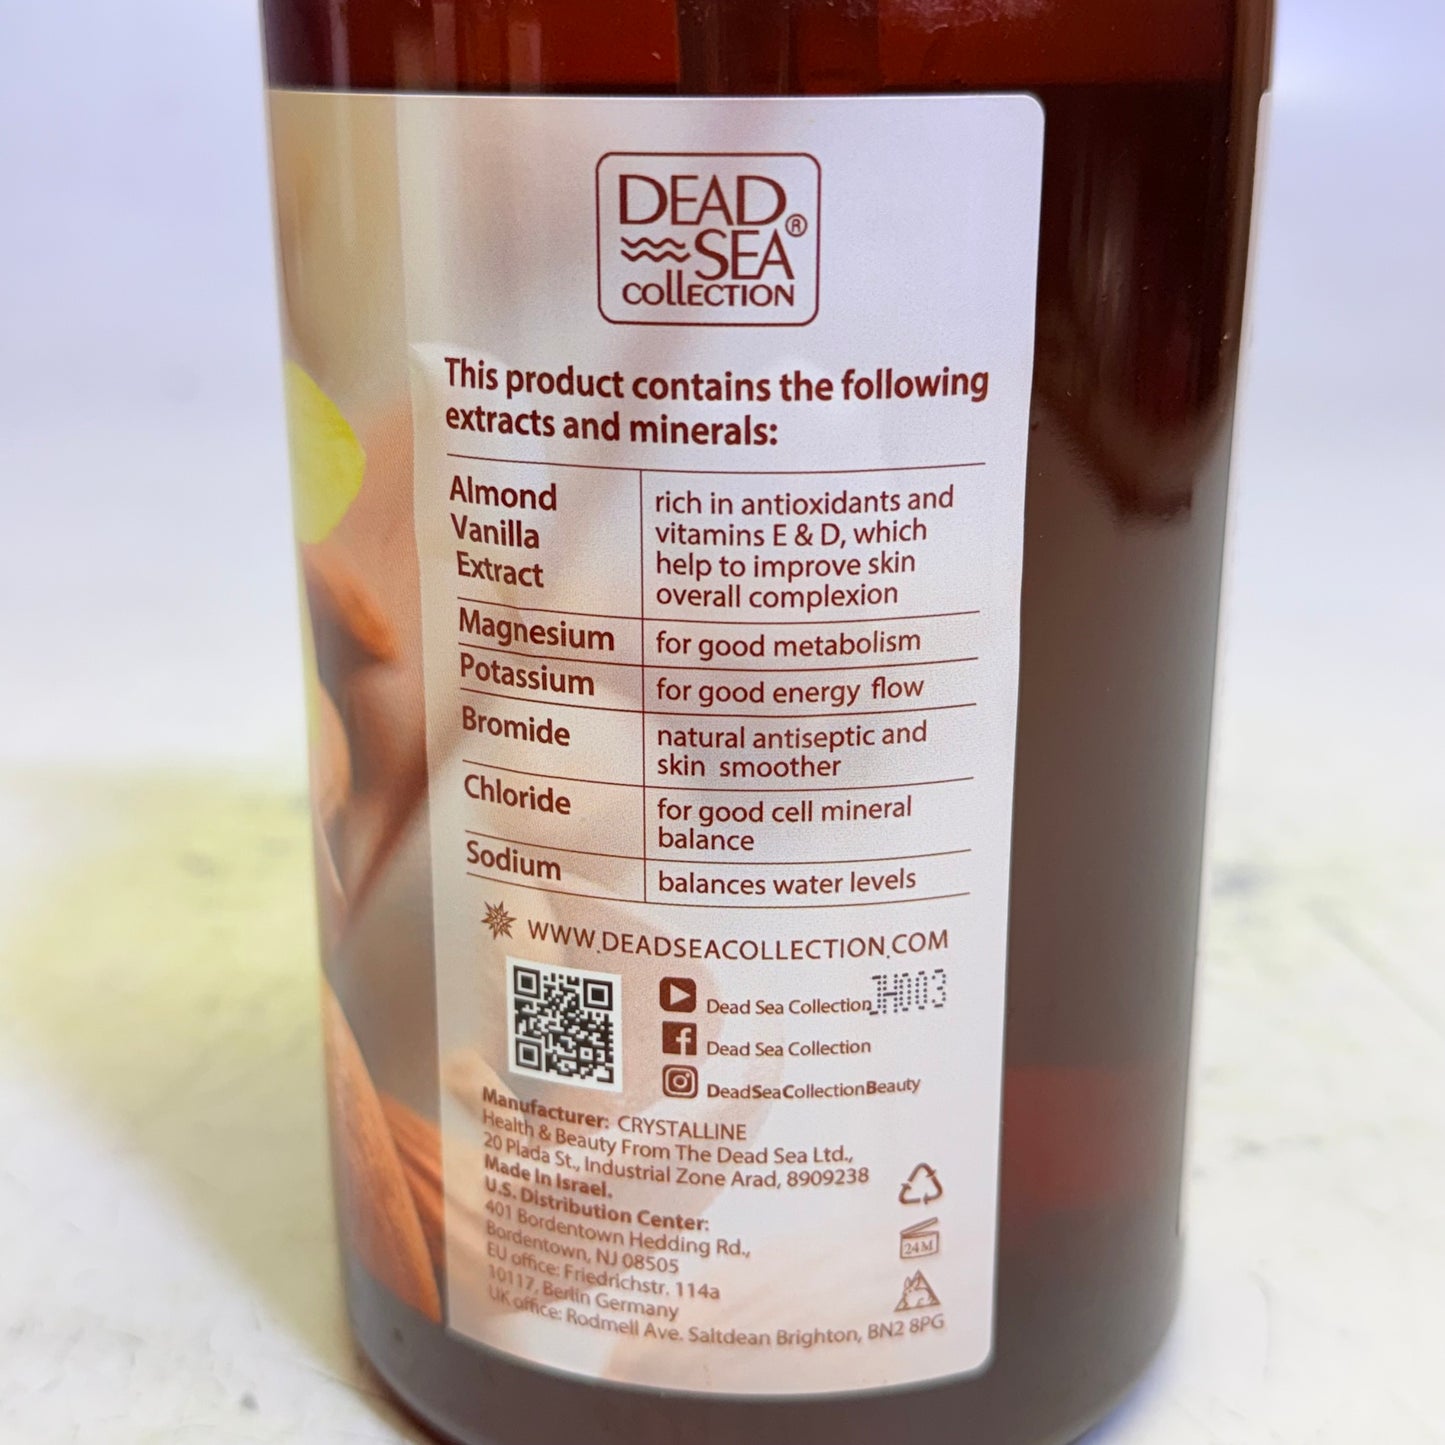 DEAD
SEA®
COLLECTION
This product contains the following
extracts and minerals:
Almond
Vanilla
Extract
rich in antioxidants and
vitamins E & D, which
help to improve skin
overall complexion
Magnesium
for good metabolism
Potassium
for good energy flow
Bromide
natural antiseptic and
skin smoother
Chloride
for good cell mineral
balance
Sodium
balances water levels
WWW.DEADSEACOLLECTION.COM
Dead Sea Collection
JH003
Dead Sea Collection
DeadSeaCollectionBeauty
Manufacturer: CRYSTALLINE
Health & Beauty From The Dead Sea Ltd.,
20 Plada St., Industrial Zone Arad, 8909238
Made In Israel.
U.S. Distribution Center:
401 Bordentown Hedding Rd.,
Bordentown, NJ 08505
EU office: Friedrichstr. 114a
10117, Berlin Germany
UK office: Rodmell Ave. Saltdean Brighton, BN2 8PG
24M